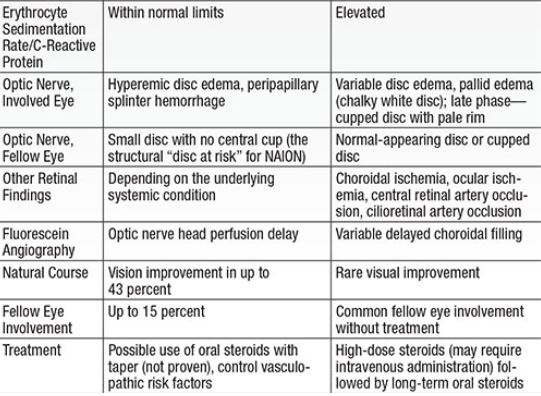 Erythrocyte Sedimentation Rate/C-Reactive Protein | Within normal limits | Elevated
Optic Nerve, Involved Eye | Hyperemic disc edema, peripapillary splinter hemorrhage | Variable disc edema, pallid edema (chalky white disc); late phase—cupped disc with pale rim
Optic Nerve, Fellow Eye | Small disc with no central cup (the structural “disc at risk” for NAION) | Normal-appearing disc or cupped disc
Other Retinal Findings | Depending on the underlying systemic condition | Choroidal ischemia, ocular ischemia, central retinal artery occlusion, cilioretinal artery occlusion
Fluorescein Angiography | Optic nerve head perfusion delay | Variable delayed choroidal filling
Natural Course | Vision improvement in up to 43 percent | Rare visual improvement
Fellow Eye Involvement | Up to 15 percent | Common fellow eye involvement without treatment
Treatment | Possible use of oral steroids with taper (not proven), control vasculopathic risk factors | High-dose steroids (may require intravenous administration) followed by long-term oral steroids